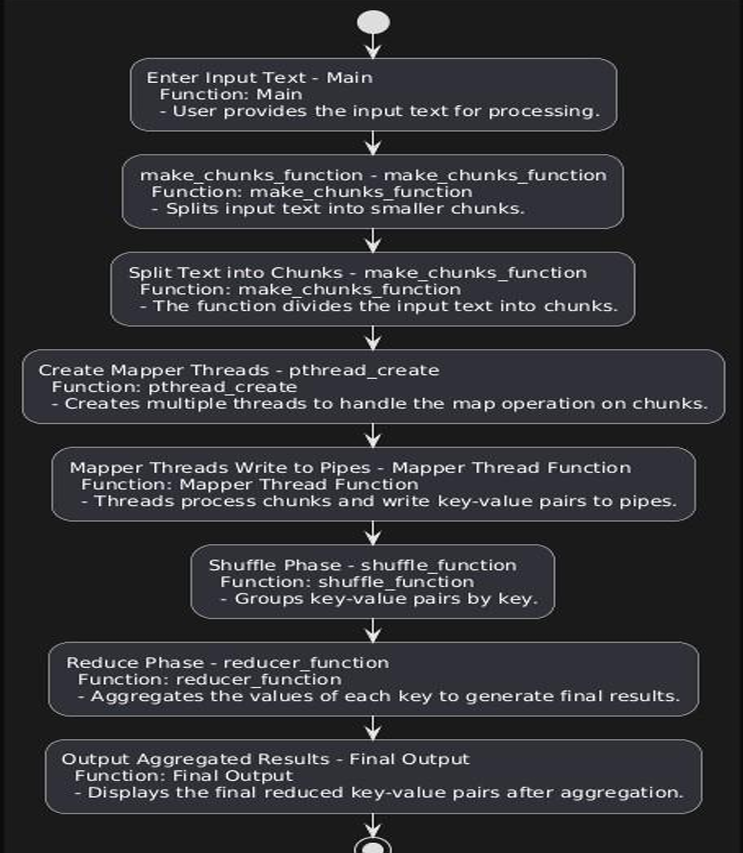 Enter Input Text - Main
Function: Main
- User provides the input text for processing.
make_chunks_function - make_chunks_function
Function: make_chunks_function
- Splits input text into smaller chunks.
Split Text into Chunks - make_chunks_function
Function: make_chunks_function
- The function divides the input text into chunks.
Create Mapper Threads - pthread_create
Function: pthread_create
- Creates multiple threads to handle the map operation on chunks.
Mapper Threads Write to Pipes - Mapper Thread Function
Function: Mapper Thread Function
- Threads process chunks and write key-value pairs to pipes.
Shuffle Phase - shuffle_function
Function: shuffle_function
- Groups key-value pairs by key.
Reduce Phase - reducer_function
Function: reducer_function
- Aggregates the values of each key to generate final results.
Output Aggregated Results - Final Output
Function: Final Output
- Displays the final reduced key-value pairs after aggregation.